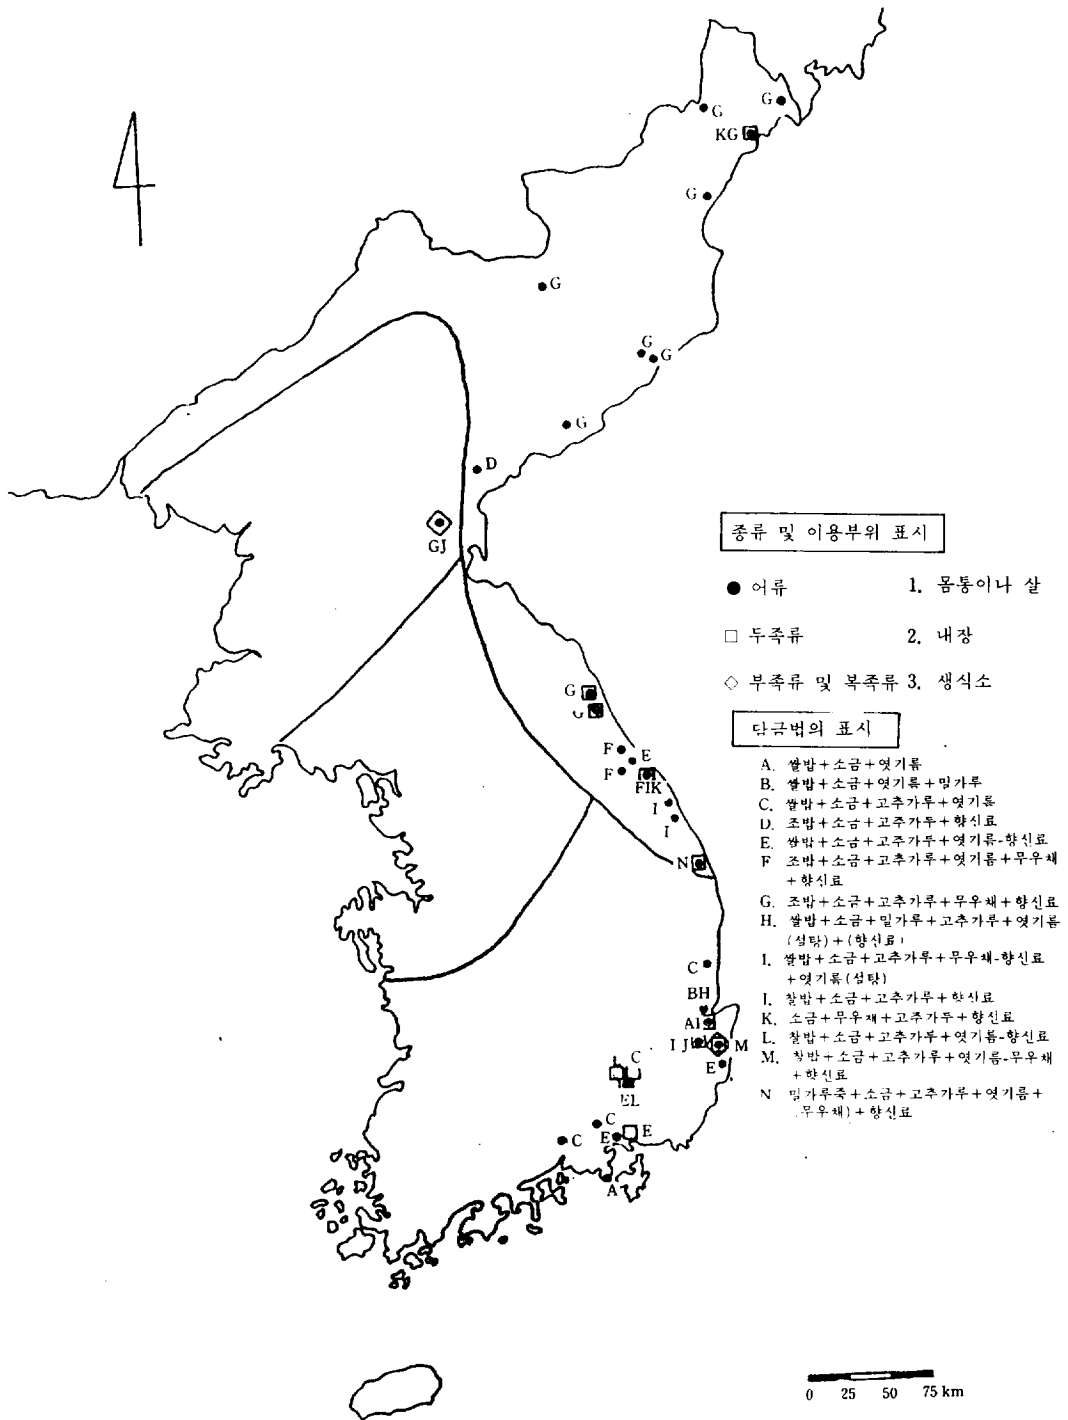 G
G
KG
G
G
G
G
G
D
GJ
종류 및 이용부위 표시
● 어류 1. 몸통이나 살
□ 두족류 2. 내장
◇ 부족류 및 복족류 3. 생식소
G
G
담금법의 표시
F
E
F
FIK
I
I
N
C
BH
AI
I J
M
E
C
EL
C
C
E
E
A
A. 쌀밥+소금+엿기름
B. 쌀밥+소금+엿기름+밀가루
C. 쌀밥+소금+고추가루+엿기름
D. 조밥+소금+고추가루+향신료
E. 쌀밥+소금+고추가루+엿기름-향신료
F 조밥+소금+고추가루+엿기름+무우채
+향신료
G. 조밥+소금+고추가루+무우채+향신료
H. 쌀밥+소금+밀가루+고추가루+엿기름
(설탕)+(향신료)
I. 쌀밥+소금+고추가루+무우채-향신료
+엿기름(설탕)
I. 찰밥+소금+고추가루+향신료
K. 소금+무우채+고추가루+향신료
L. 찰밥+소금+고추가루+엿기름-향신료
M. 찰밥+소금+고추가루+엿기름-무우채
+향신료
N 밀가루죽+소금+고추가루+엿기름+
무우채)+향신료
0 25 50 75 km